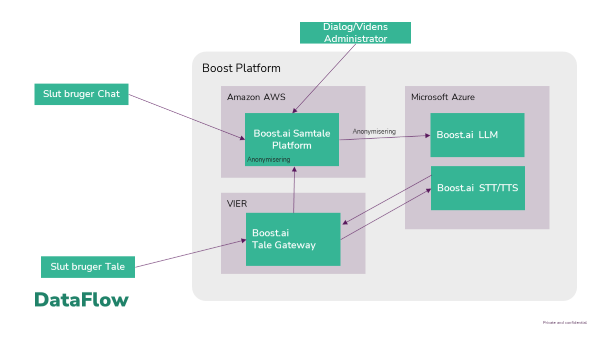 Dialog/Videns
Administrator
Boost Platform
Amazon AWS
Microsoft Azure
Slut bruger Chat
Boost.ai Samtale
Platform
Anonymisering
Anonymisering
Boost.ai LLM
Boost.ai STT/TTS
VIER
Boost.ai
Tale Gateway
Slut bruger Tale
DataFlow
Private and confidential